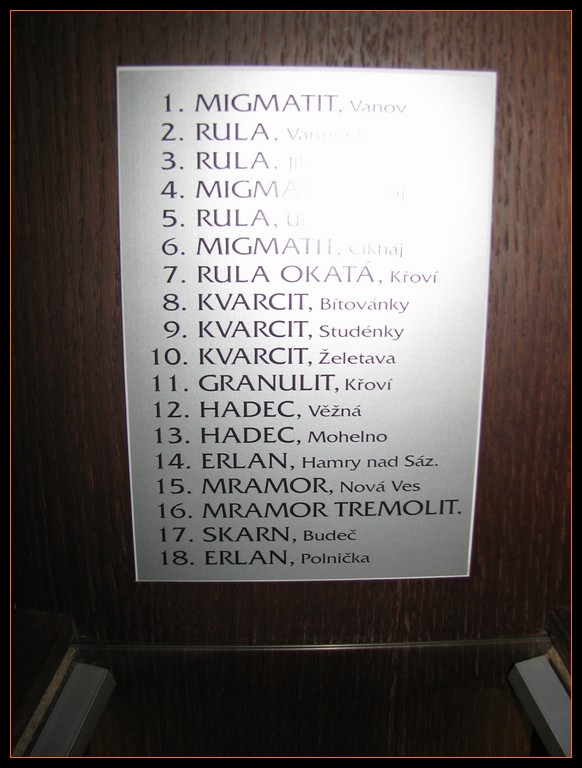 1. MIGMATIT, Vanov
2. RULA,
3. RULA,
4.
5. RULA,
6. MIGMATIT, Cikhaj
7. RULA OKATÁ, Křoví
8. KVARCIT, Bítovánky
9. KVARCIT, Studénky
10. KVARCIT, Želetava
11. GRANULIT, Křoví
12. HADEC, Věžná
13. HADEC, Mohelno
14. ERLAN, Hamry nad Sáz.
15. MRAMOR, Nová Ves
16. MRAMOR TREMOLIT.
17. SKARN, Budeč
18. ERLAN, Polnička